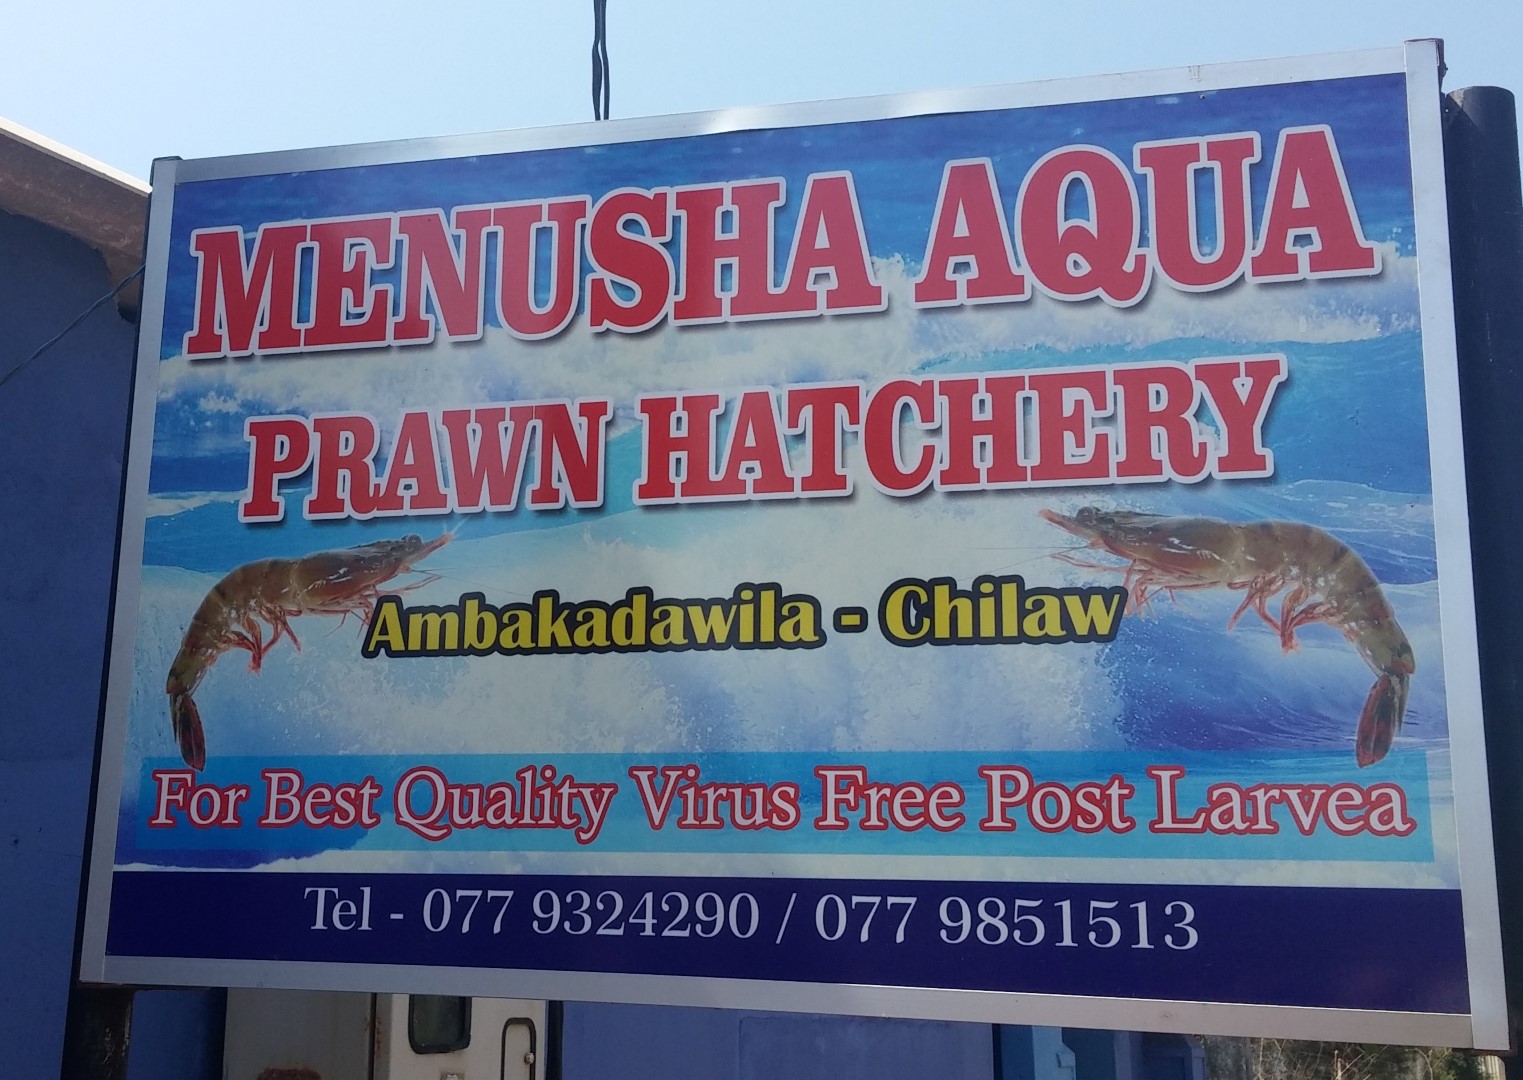 MENUSHA AQUA
PRAWN HATCHERY
Ambakadawila - Chilaw
For Best Quality Virus Free Post Larvea
Tel - 077 9324290 / 077 9851513